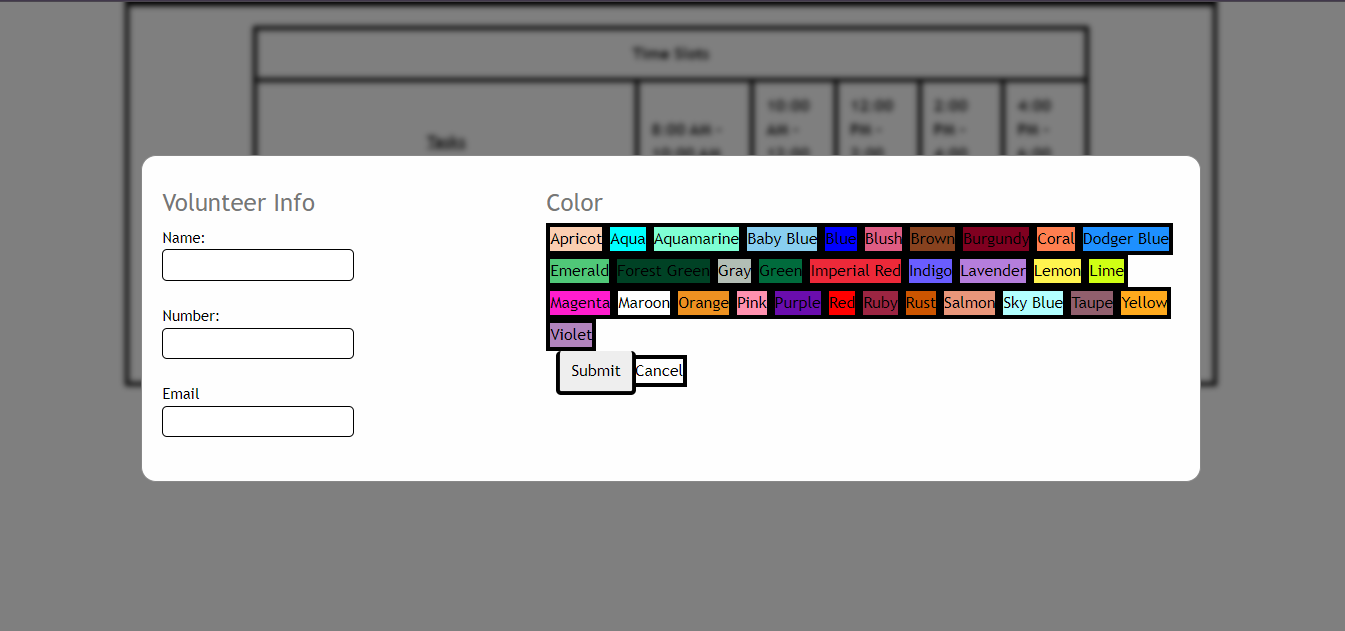 Time Slots
Tasks
8:00 AM -
10:00 AM
10:00
AM -
12:00
12:00
PM -
2:00
2:00
PM -
4:00
4:00
PM -
6:00
Volunteer Info
Name:
Number:
Email
Color
Apricot Aqua Aquamarine Baby Blue Blue Blush Brown Burgundy Coral Dodger Blue
Emerald Forest Green Gray Green Imperial Red Indigo Lavender Lemon Lime
Magenta Maroon Orange Pink Purple Red Ruby Rust Salmon Sky Blue Taupe Yellow
Violet
Submit Cancel